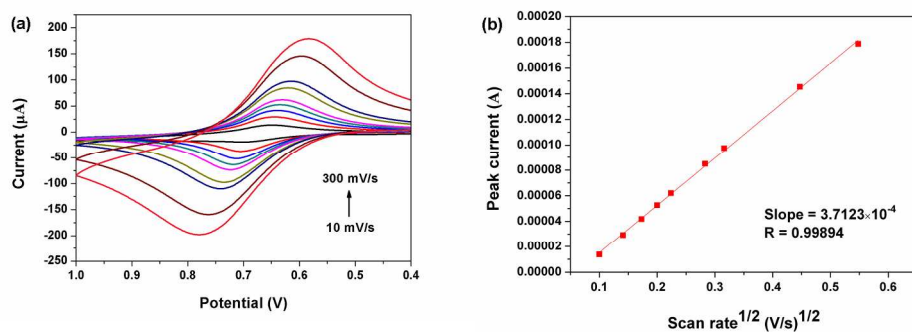 (a)
200
150
100
50
0
-50
-100
-150
-200
-250
Current (μA)
300 mV/s
10 mV/s
1.0 0.9 0.8 0.7 0.6 0.5 0.4
Potential (V)
(b)
0.00020
0.00018
0.00016
0.00014
0.00012
0.00010
0.00008
0.00006
0.00004
0.00002
0.00000
Peak current (A)
Slope = 3.7123×10-4
R = 0.99894
0.1 0.2 0.3 0.4 0.5 0.6
Scan rate1/2 (V/s)1/2